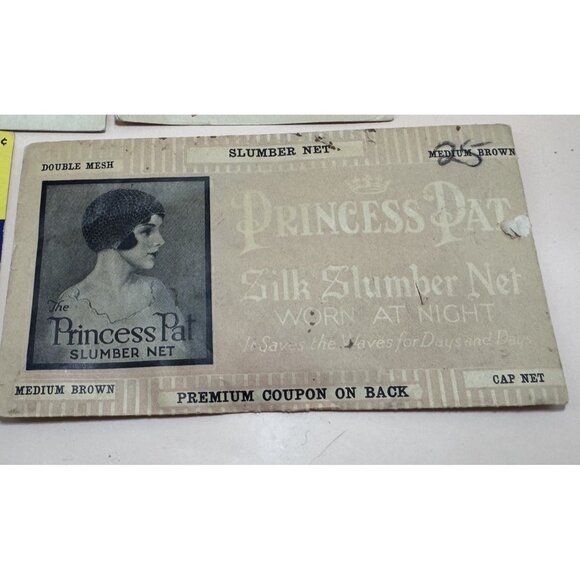 ¢
SLUMBER NET
DOUBLE MESH
MEDIUM BROWN
25
PRINCESS PAT
Silk Slumber Net
WORN AT NIGHT
It Saves the Waves for Days and Days
The
Princess Pat
SLUMBER NET
MEDIUM BROWN
PREMIUM COUPON ON BACK
CAP NET